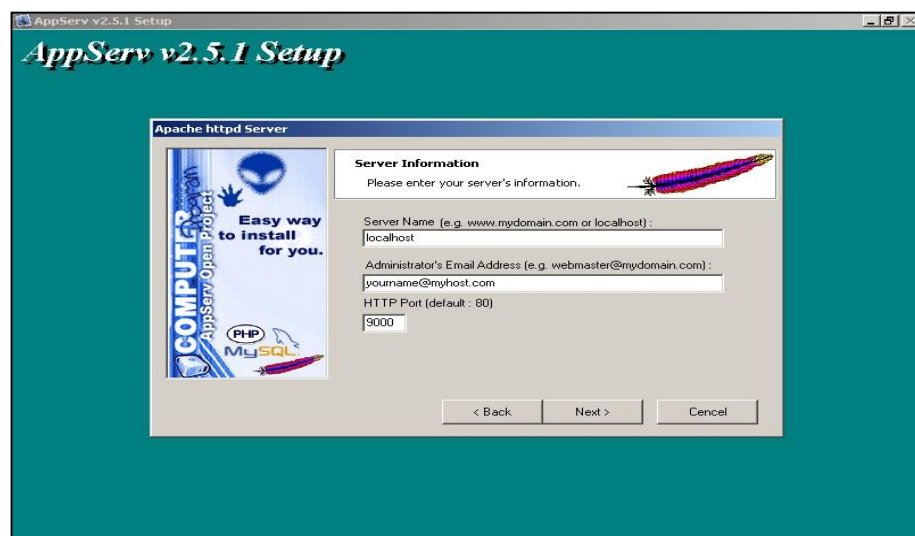 AppServ v2.5.1 Setup
AppServ v2.5.1 Setup
Apache httpd Server
COMPUTER
AppServ Open Project
Easy way
to install
for you.
PHP
MySQL
Server Information
Please enter your server's information.
Server Name (e.g. www.mydomain.com or localhost) :
localhost
Administrator's Email Address (e.g. webmaster@mydomain.com) :
yourname@myhost.com
HTTP Port (default : 80)
9000
< Back
Next >
Cencel